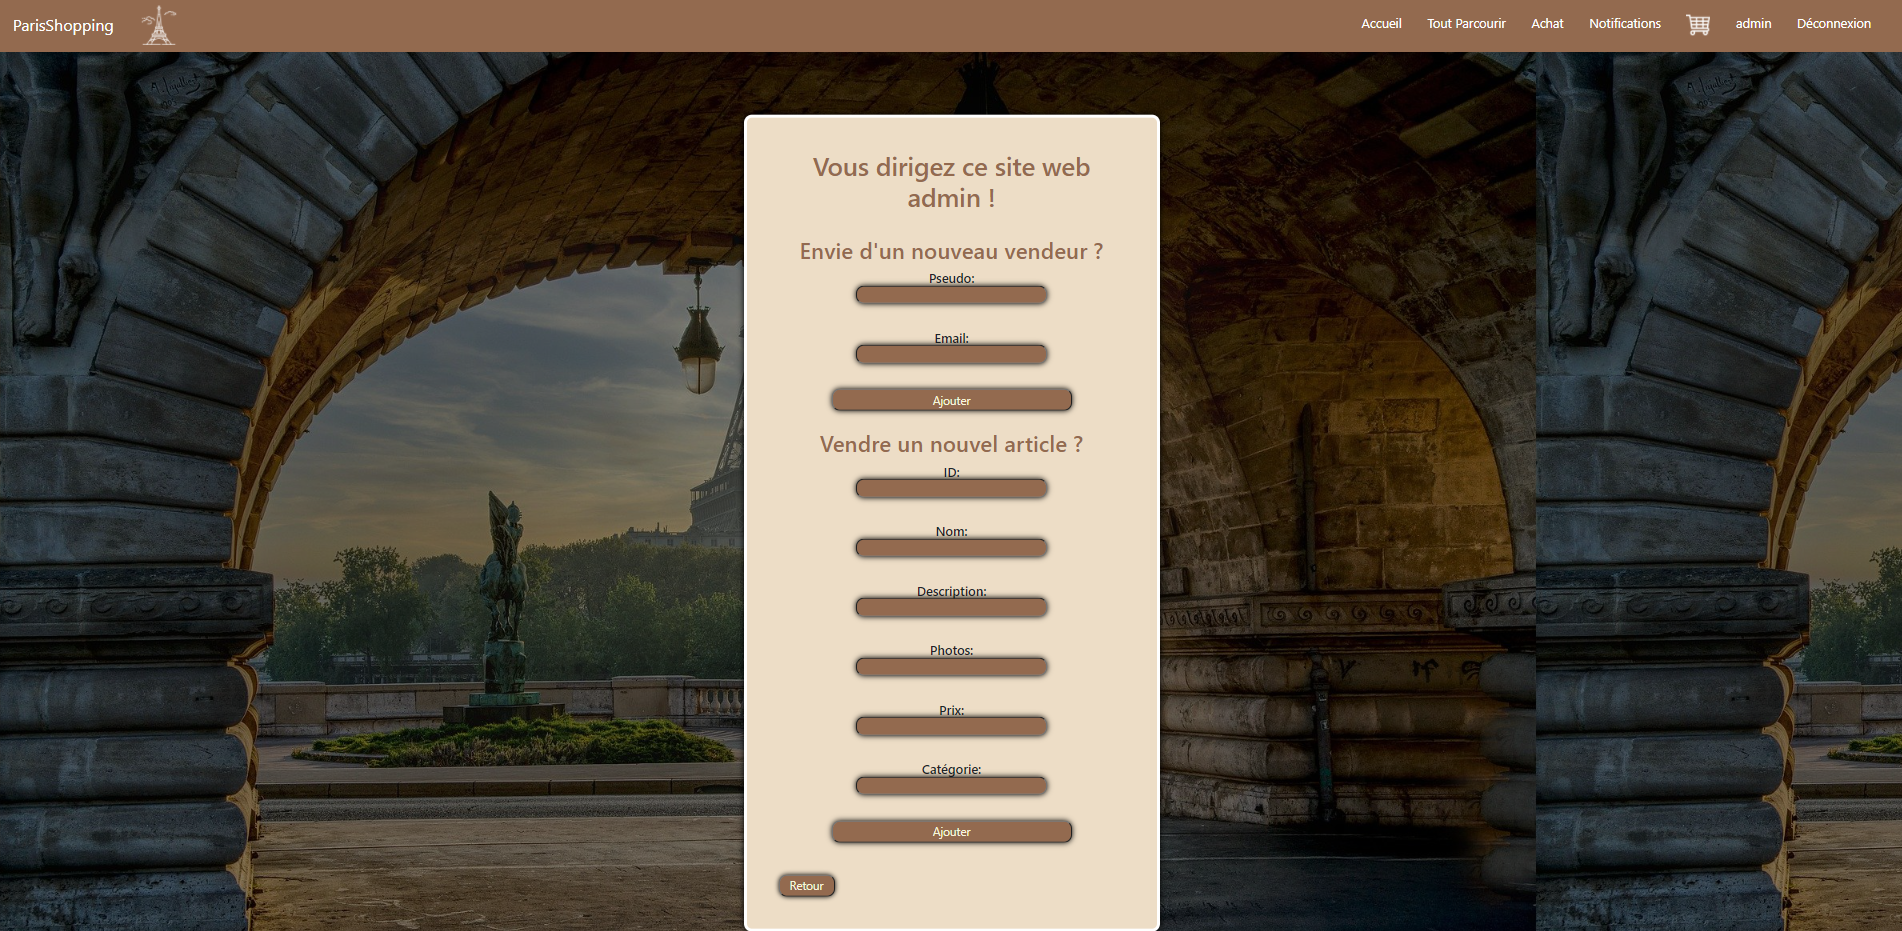 ParisShopping
Accueil Tout Parcourir Achat Notifications admin Déconnexion
Vous dirigez ce site web
admin !
Envie d'un nouveau vendeur ?
Pseudo:
Email:
Ajouter
Vendre un nouvel article ?
ID:
Nom:
Description:
Photos:
Prix:
Catégorie:
Ajouter
Retour